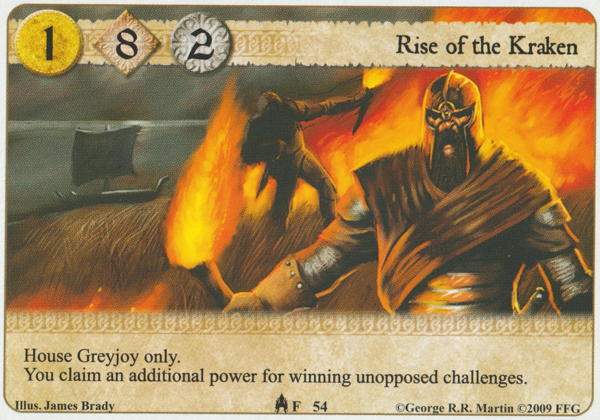 1 8 2 Rise of the Kraken
House Greyjoy only.
You claim an additional power for winning unopposed challenges.
Illus. James Brady F 54 ©George R.R. Martin ©2009 FFG